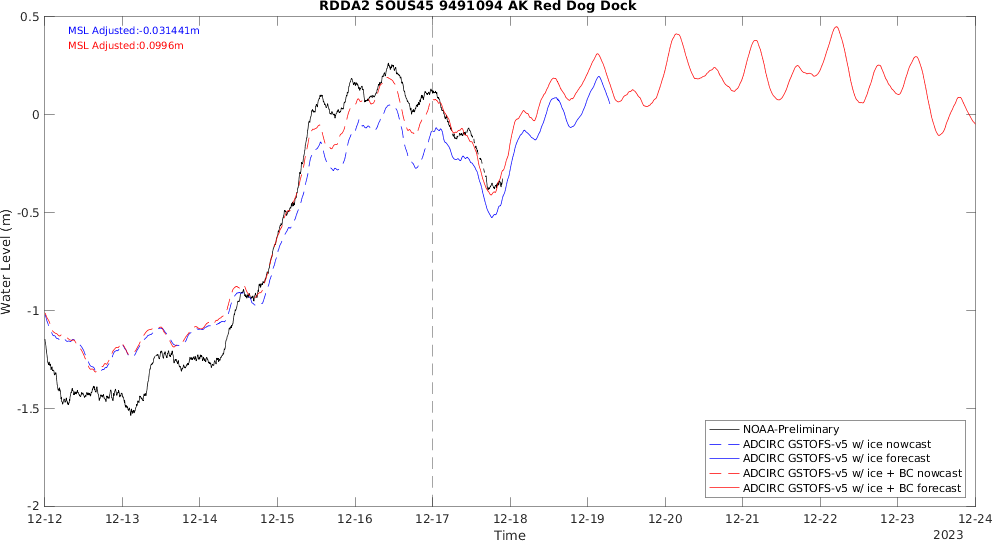 RDDA2 SOUS45 9491094 AK Red Dog Dock
MSL Adjusted:-0.031441m
MSL Adjusted:0.0996m
0.5
0
-0.5
-1
-1.5
-2
Water Level (m)
NOAA-Preliminary
ADCIRC GSTOFS-v5 w/ ice nowcast
ADCIRC GSTOFS-v5 w/ ice forecast
ADCIRC GSTOFS-v5 w/ ice + BC nowcast
ADCIRC GSTOFS-v5 w/ ice + BC forecast
12-12 12-13 12-14 12-15 12-16 12-17 12-18 12-19 12-20 12-21 12-22 12-23 12-24
Time
2023